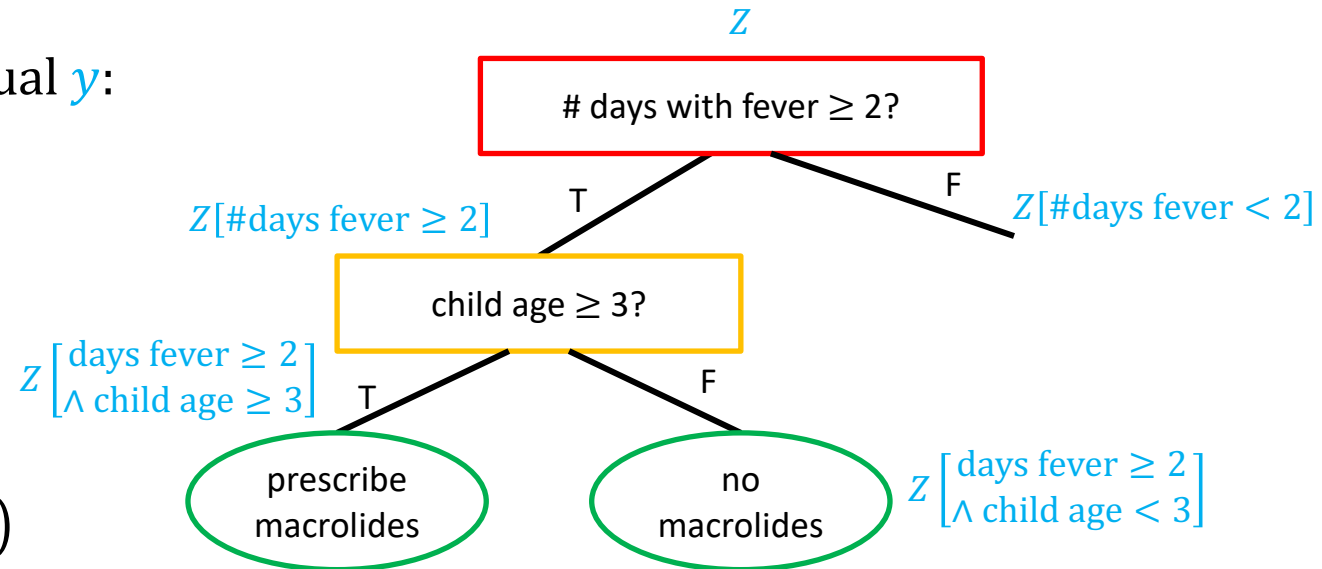 Z
ual y:
# days with fever ≥ 2?
T
F
Z[#days fever ≥ 2]
Z[#days fever < 2]
child age ≥ 3?
Z[days fever ≥ 2
∧ child age ≥ 3]
T
F
prescribe
macrolides
no
macrolides
Z[days fever ≥ 2
∧ child age < 3]
)